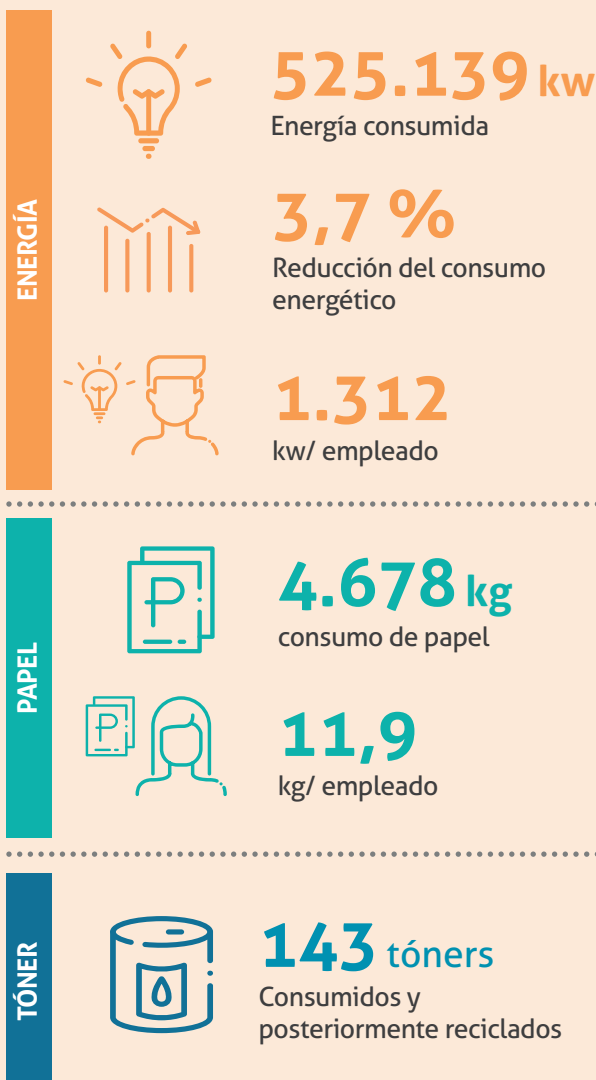 ENERGÍA
525.139 kw
Energía consumida
3,7 %
Reducción del consumo
energético
1.312
kw/ empleado
PAPEL
P
4.678 kg
consumo de papel
P
11,9
kg/ empleado
TÓNER
143 tóners
Consumidos y
posteriormente reciclados